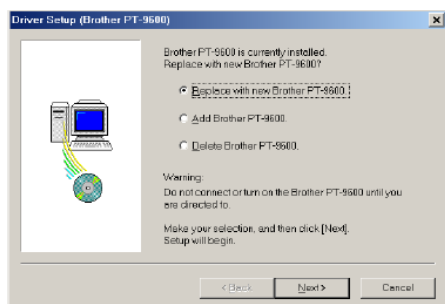 Driver Setup (Brother PT-9600)
Brother PT-9600 is currently installed.
Replace with new Brother PT-9600?
Replace with new Brother PT-9600.
Add Brother PT-9600.
Delete Brother PT-9600.
Warning:
Do not connect or turn on the Brother PT-9600 until you
are directed to.
Make your selection, and then click [Next].
Setup will begin.
< Back Next > Cancel